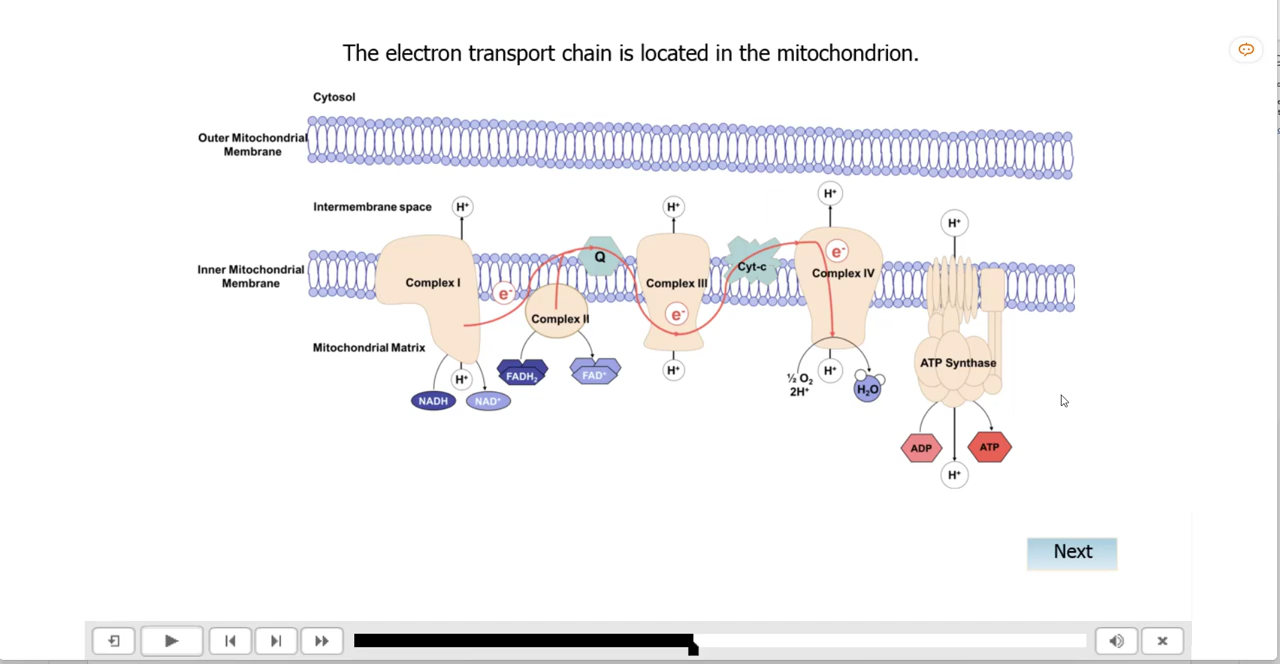 The electron transport chain is located in the mitochondrion.
Cytosol
Outer Mitochondrial
Membrane
Intermembrane space
H⁺
H⁺
H⁺
H⁺
Inner Mitochondrial
Membrane
Complex I
e⁻
Q
Complex II
Complex III
e⁻
Cyt-c
e⁻
Complex IV
Mitochondrial Matrix
ATP Synthase
H⁺
NADH
NAD⁺
FADH₂
FAD⁺
H⁺
½ O₂
2H⁺
H⁺
H₂O
ADP
ATP
H⁺
Next